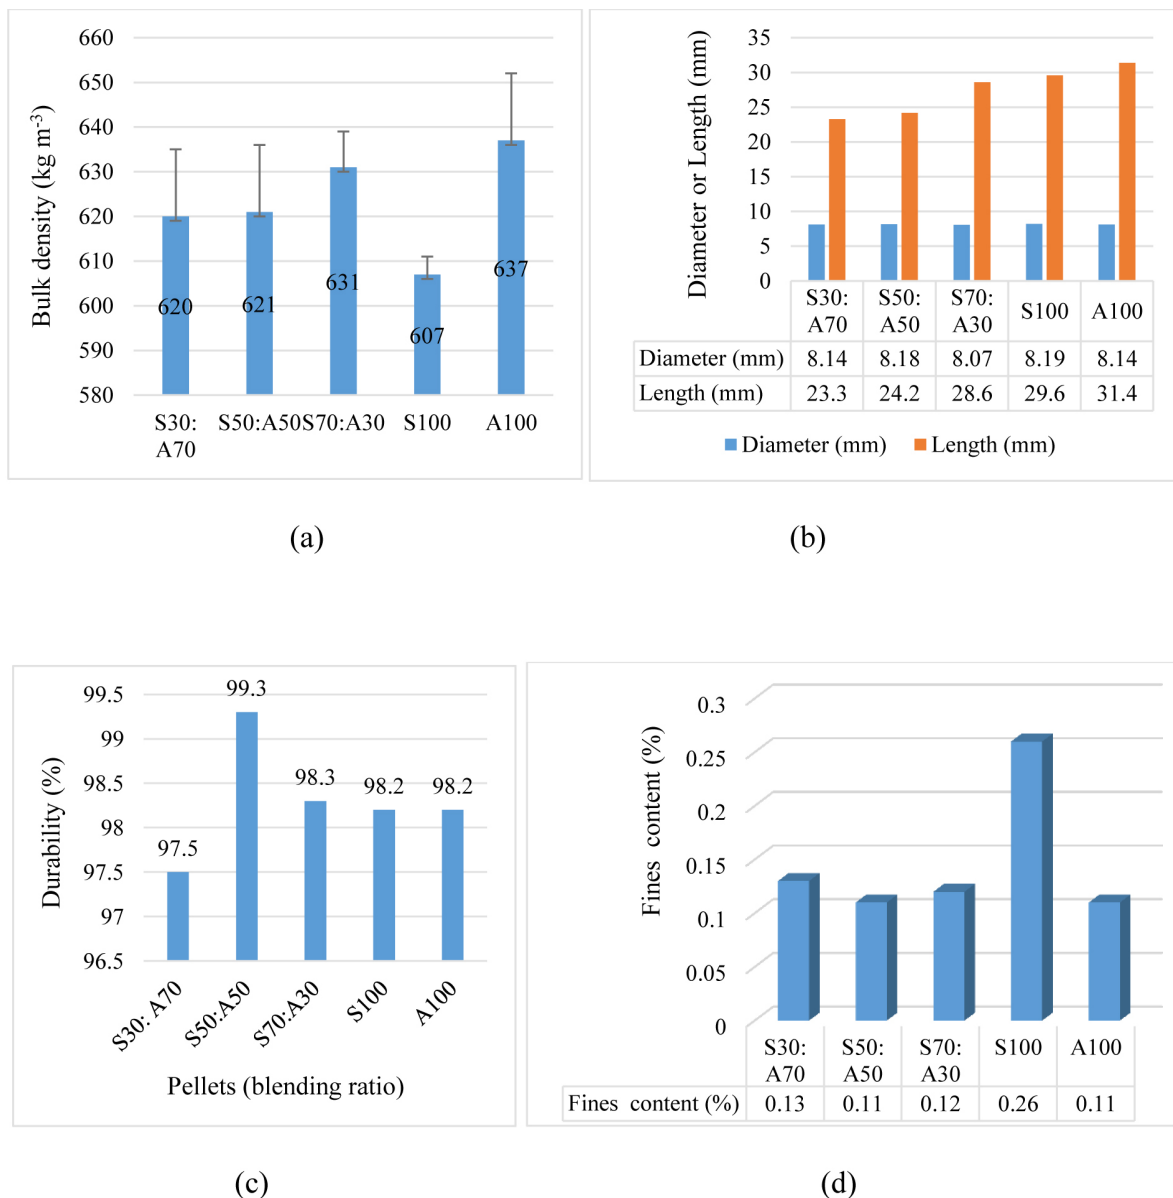 660
650
640
630
620
610
600
590
580
Bulk density (kg m⁻³)
620
621
631
607
637
S30:
A70
S50:A50
S70:A30
S100
A100
(a)
35
30
25
20
15
10
5
0
Diameter or Length (mm)
S30: S50: S70: S100 A100
A70 A50 A30
Diameter (mm) 8.14 8.18 8.07 8.19 8.14
Length (mm) 23.3 24.2 28.6 29.6 31.4
Diameter (mm) Length (mm)
(b)
99.5
99
98.5
98
97.5
97
96.5
Durability (%)
97.5
99.3
98.3
98.2
98.2
S30: A70
S50:A50
S70:A30
S100
A100
Pellets (blending ratio)
(c)
0.3
0.25
0.2
0.15
0.1
0.05
0
Fines content (%)
S30: S50: S70: S100 A100
A70 A50 A30
Fines content (%) 0.13 0.11 0.12 0.26 0.11
(d)